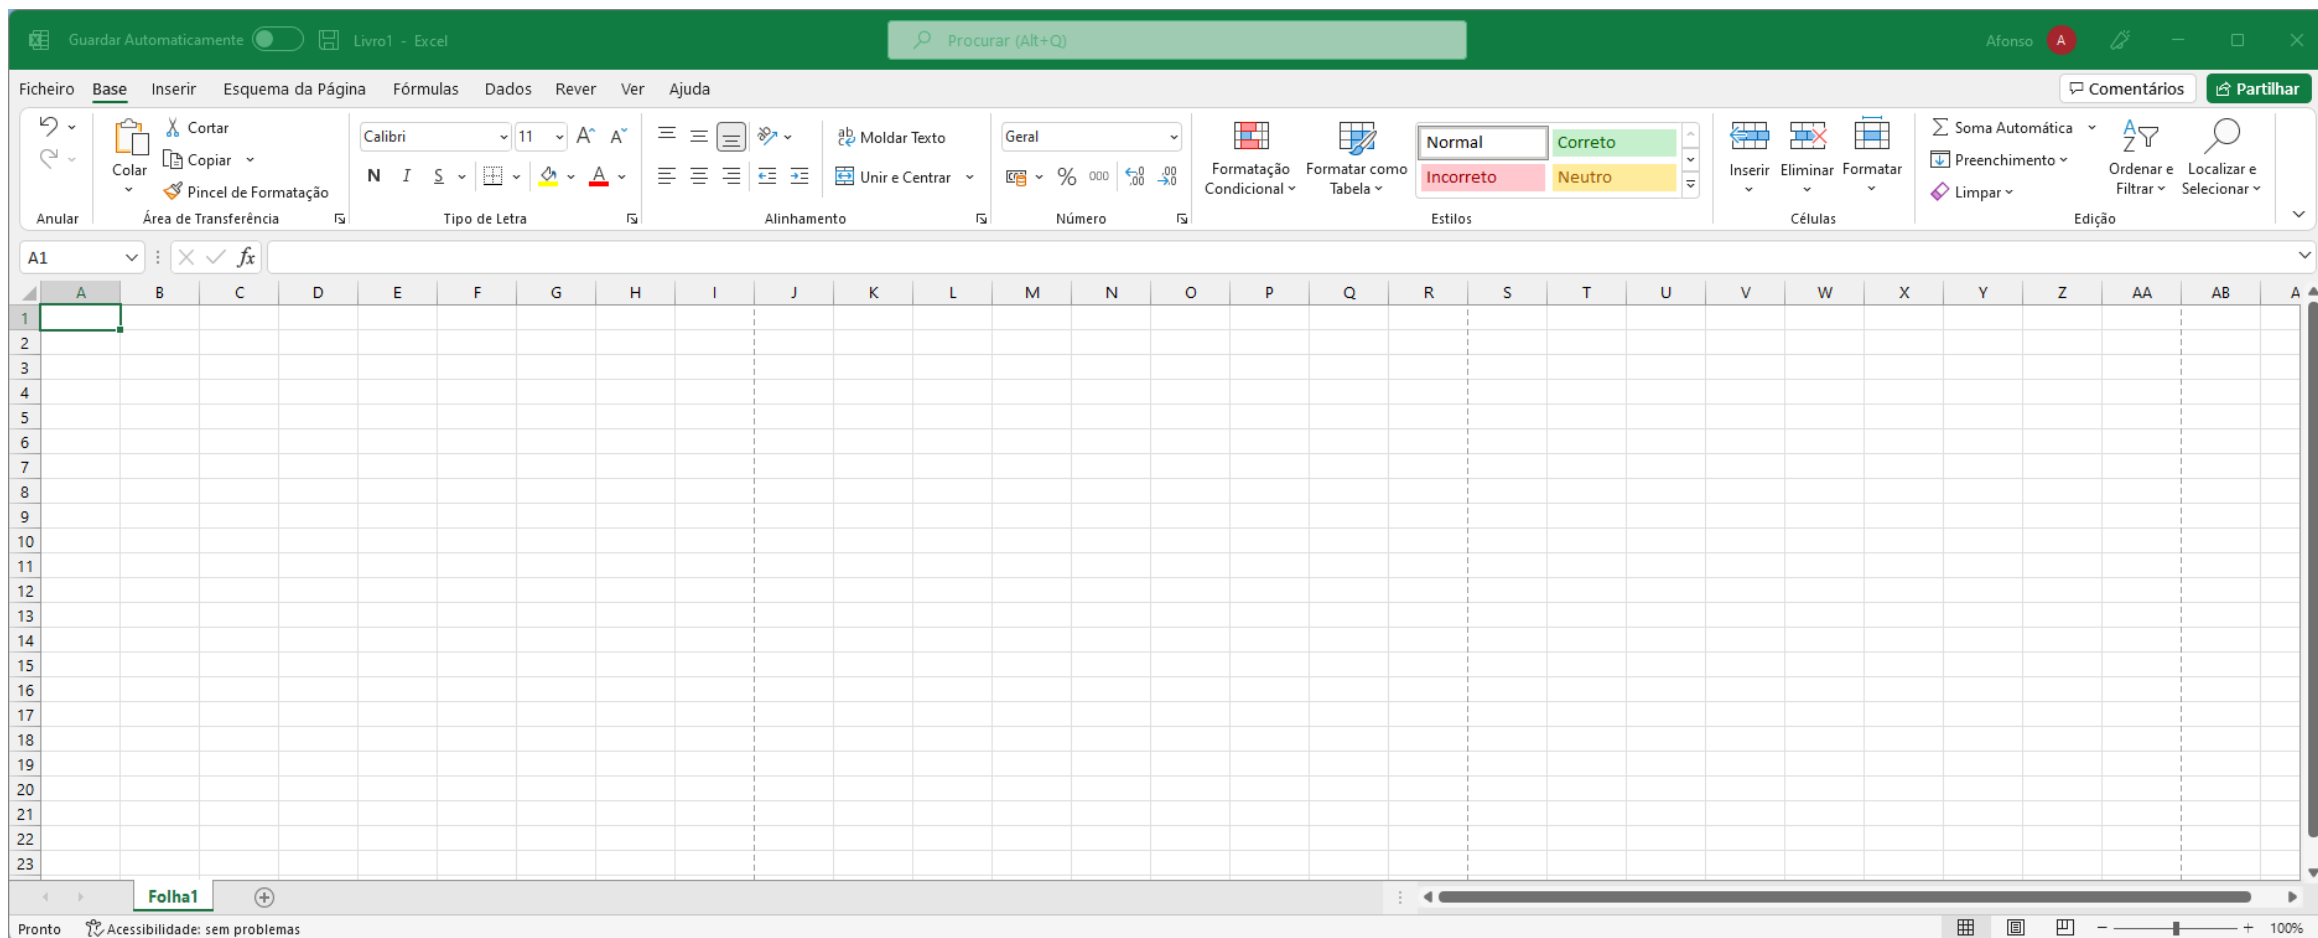 Guardar Automaticamente Livro1 - Excel Procurar (Alt+Q) Afonso A
Ficheiro Base Inserir Esquema da Página Fórmulas Dados Rever Ver Ajuda Comentários Partilhar
Colar Cortar
Copiar
Pincel de Formatação
Calibri 11 A A
N I S A
ab Moldar Texto
Unir e Centrar
Geral
% 000 ,00 ,00
Formatação Condicional
Formatar como Tabela
Normal Correto
Incorreto Neutro
Inserir Eliminar Formatar
Soma Automática
Preenchimento
Limpar
Ordenar e Filtrar
Localizar e Selecionar
Anular Área de Transferência Tipo de Letra Alinhamento Número Estilos Células Edição
A1 fx
A B C D E F G H I J K L M N O P Q R S T U V W X Y Z AA AB A
1
2
3
4
5
6
7
8
9
10
11
12
13
14
15
16
17
18
19
20
21
22
23
Folha1
Pronto Acessibilidade: sem problemas 100%